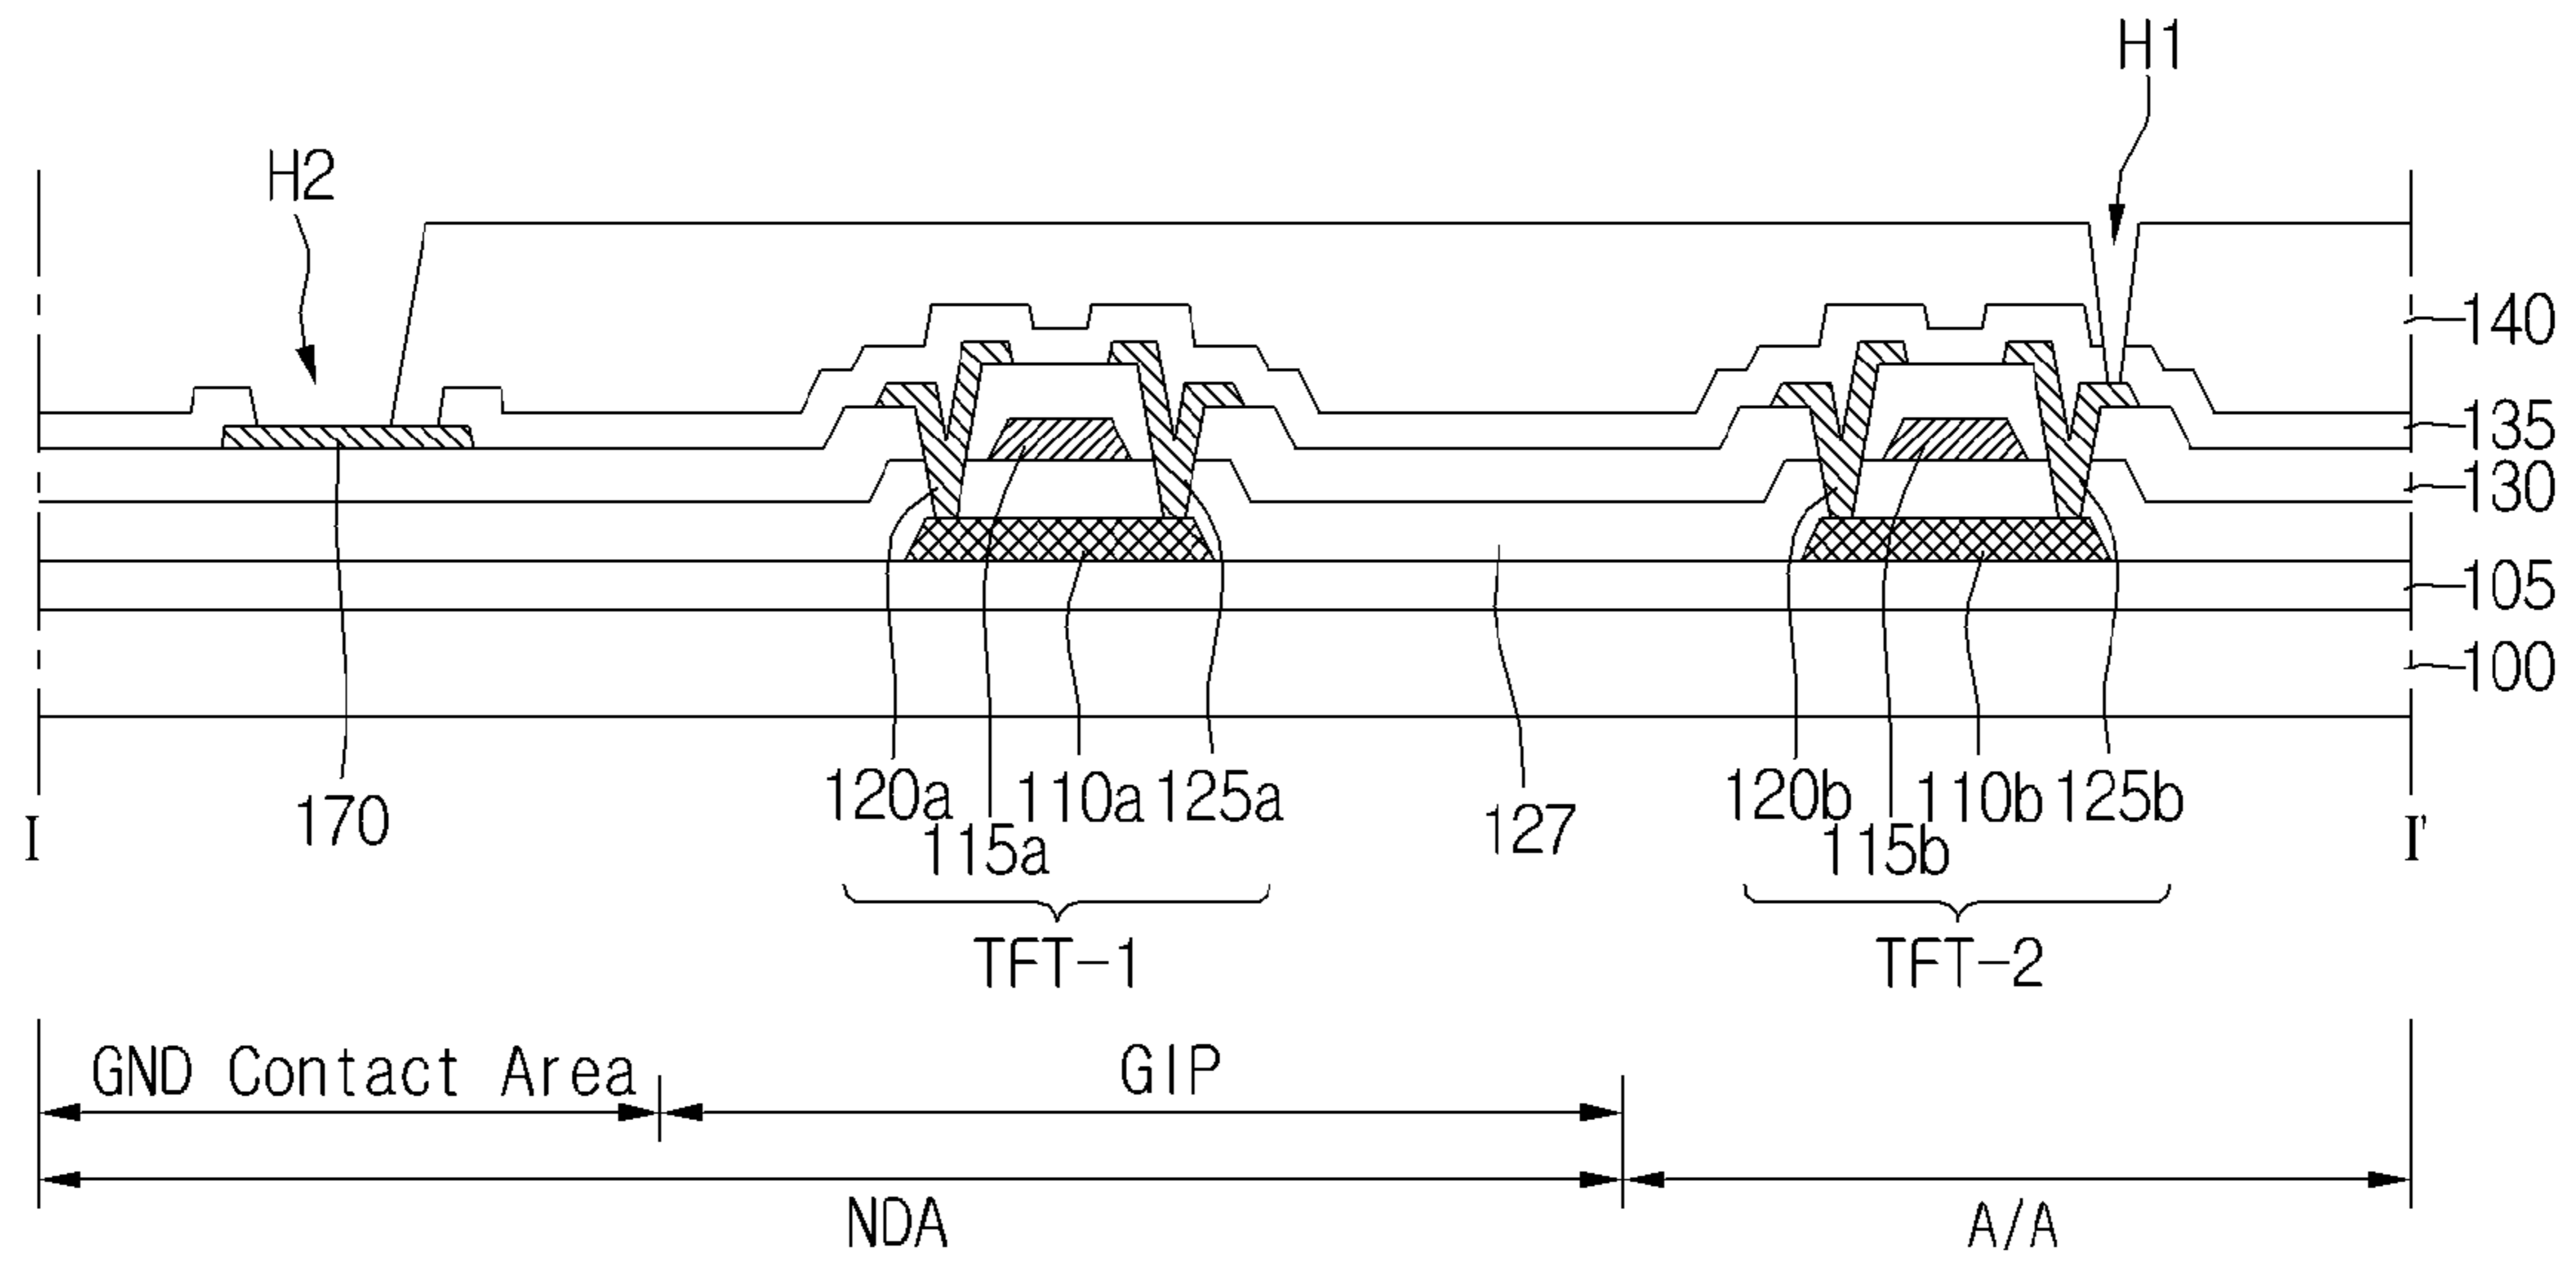 H1
H2
140
135
130
105
100
120a 110a 125a 120b 110b 125b
170 127
I 115a 115b I'
TFT-1 TFT-2
GND Contact Area GIP
NDA A/A